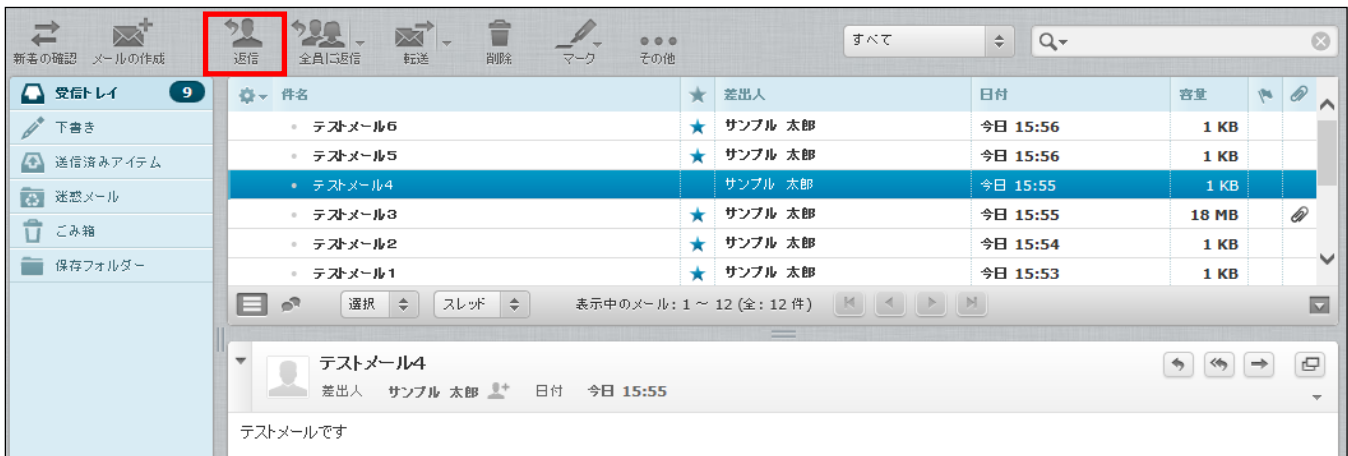 新着の確認 メールの作成 返信 全員に返信 転送 削除 マーク その他 すべて
受信トレイ 9
下書き
送信済みアイテム
迷惑メール
ごみ箱
保存フォルダー
件名 差出人 日付 容量
テストメール6 サンプル 太郎 今日 15:56 1 KB
テストメール5 サンプル 太郎 今日 15:56 1 KB
テストメール4 サンプル 太郎 今日 15:55 1 KB
テストメール3 サンプル 太郎 今日 15:55 18 MB
テストメール2 サンプル 太郎 今日 15:54 1 KB
テストメール1 サンプル 太郎 今日 15:53 1 KB
選択 スレッド 表示中のメール: 1 ～ 12 (全: 12 件)
テストメール4
差出人 サンプル 太郎 日付 今日 15:55
テストメールです